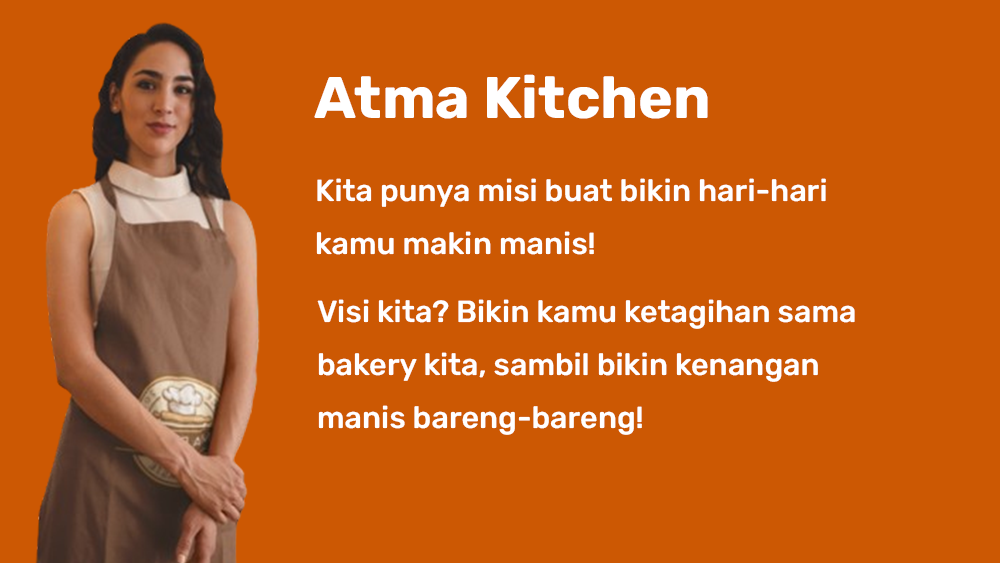 Atma Kitchen
Kita punya misi buat bikin hari-hari
kamu makin manis!
Visi kita? Bikin kamu ketagihan sama
bakery kita, sambil bikin kenangan
manis bareng-bareng!